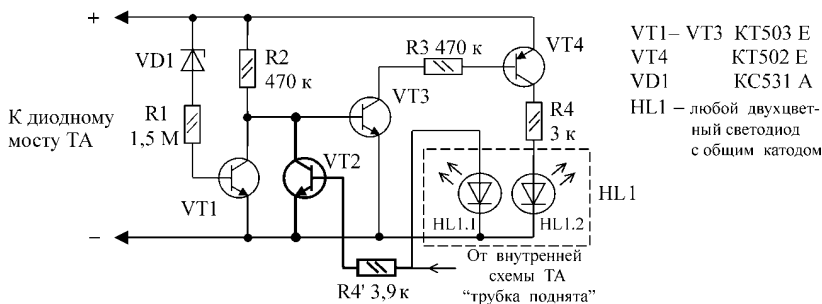 +
VD1
R2
470 к
R1
1,5 М
К диодному
мосту ТА
VT1
VT2
VT3
R3 470 к
VT4
R4
3 к
HL1
HL1.1
HL1.2
–
R4' 3,9 к
От внутренней
схемы ТА
“трубка поднята”
VT1– VT3 КТ503 Е
VT4 КТ502 Е
VD1 КС531 А
HL1 – любой двухцвет-
ный светодиод
с общим катодом